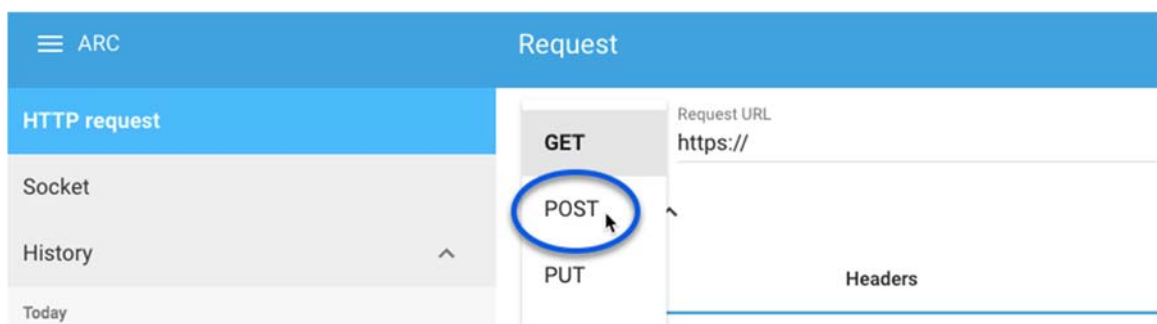 ARC
Request
HTTP request
Socket
History
Today
GET
POST
PUT
Request URL
https://
Headers